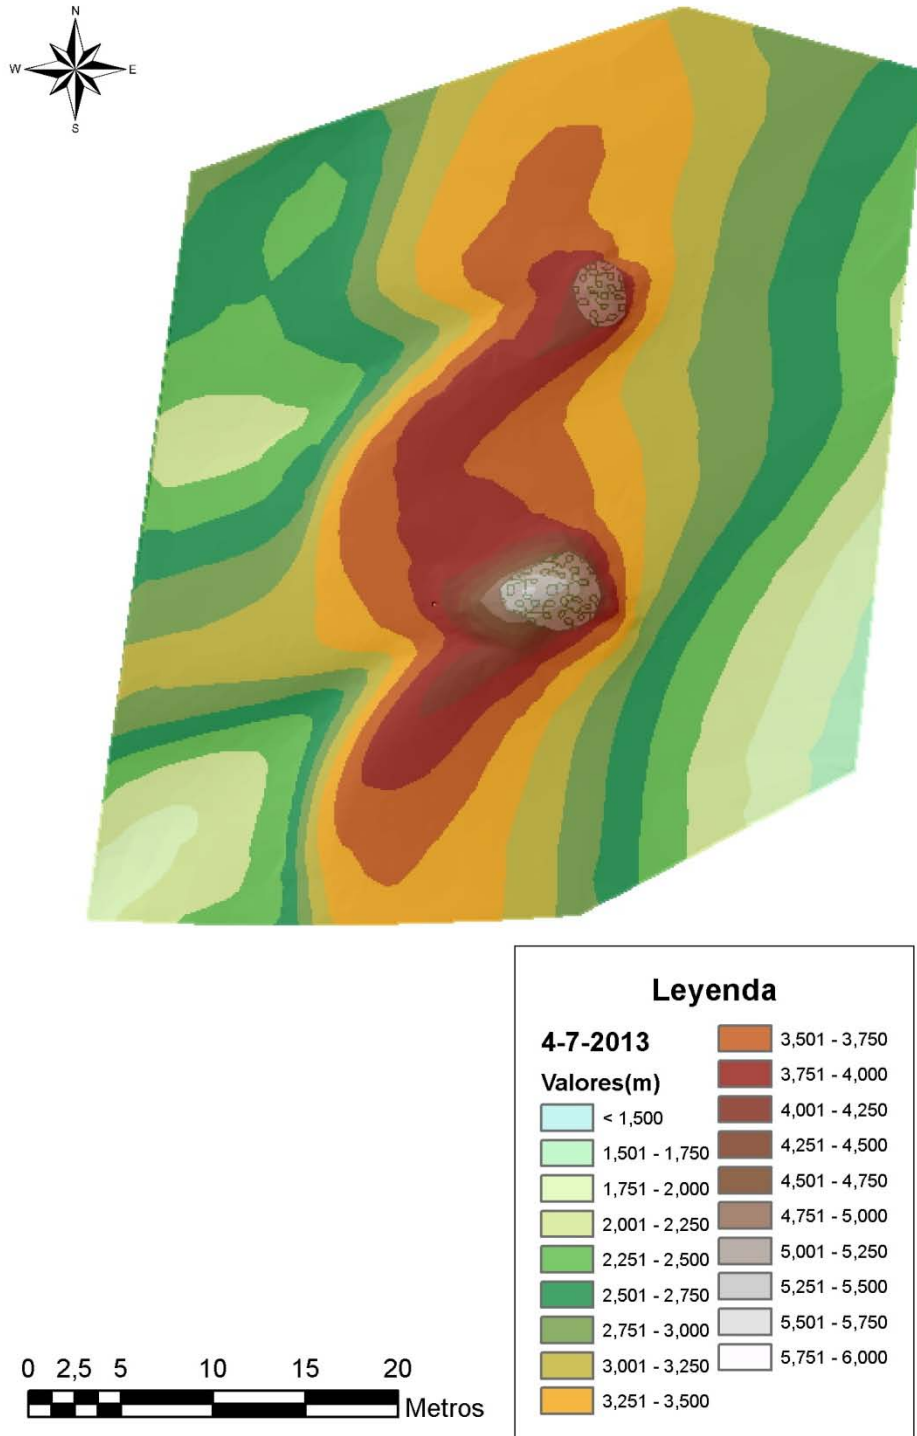 N
W E
S
Leyenda
4-7-2013
Valores(m)
< 1,500
1,501 - 1,750
1,751 - 2,000
2,001 - 2,250
2,251 - 2,500
2,501 - 2,750
2,751 - 3,000
3,001 - 3,250
3,251 - 3,500
3,501 - 3,750
3,751 - 4,000
4,001 - 4,250
4,251 - 4,500
4,501 - 4,750
4,751 - 5,000
5,001 - 5,250
5,251 - 5,500
5,501 - 5,750
5,751 - 6,000
0 2,5 5 10 15 20
Metros